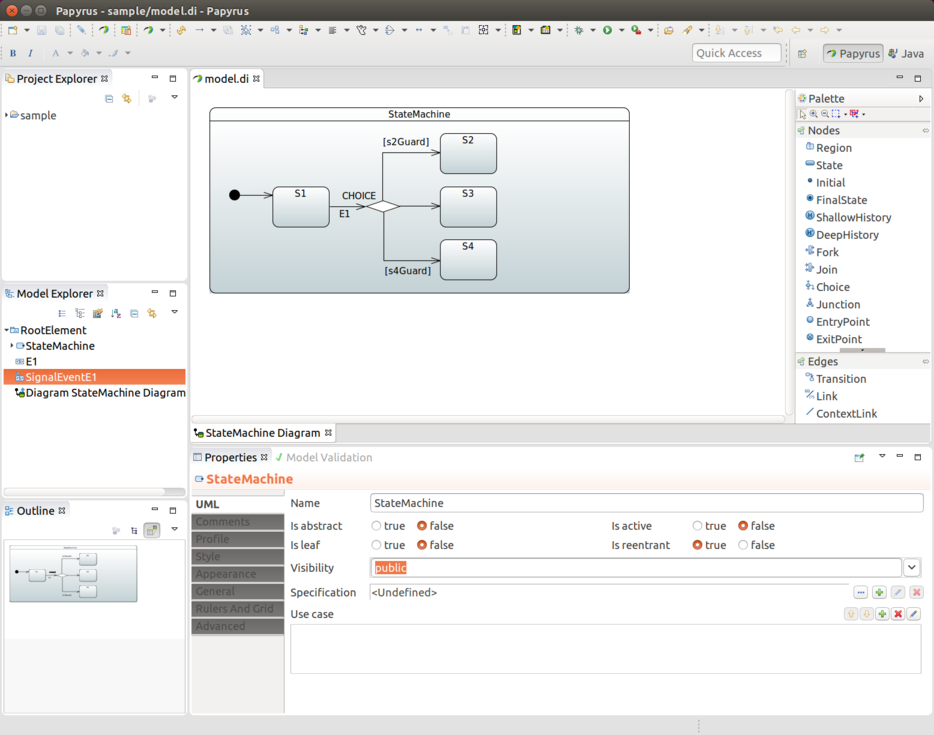 Papyrus - sample/model.di - Papyrus
B I A
Quick Access
Papyrus
Java
Project Explorer
sample
Model Explorer
RootElement
StateMachine
E1
SignalEventE1
Diagram StateMachine Diagram
Outline
model.di
StateMachine
[s2Guard]
S2
S1
CHOICE
E1
S3
S4
[s4Guard]
StateMachine Diagram
Palette
Nodes
Region
State
Initial
FinalState
ShallowHistory
DeepHistory
Fork
Join
Choice
Junction
EntryPoint
ExitPoint
Edges
Transition
Link
ContextLink
Properties
Model Validation
StateMachine
UML
Comments
Profile
Style
Appearance
General
Rulers And Grid
Advanced
Name StateMachine
Is abstract true false Is active true false
Is leaf true false Is reentrant true false
Visibility public
Specification <Undefined>
Use case